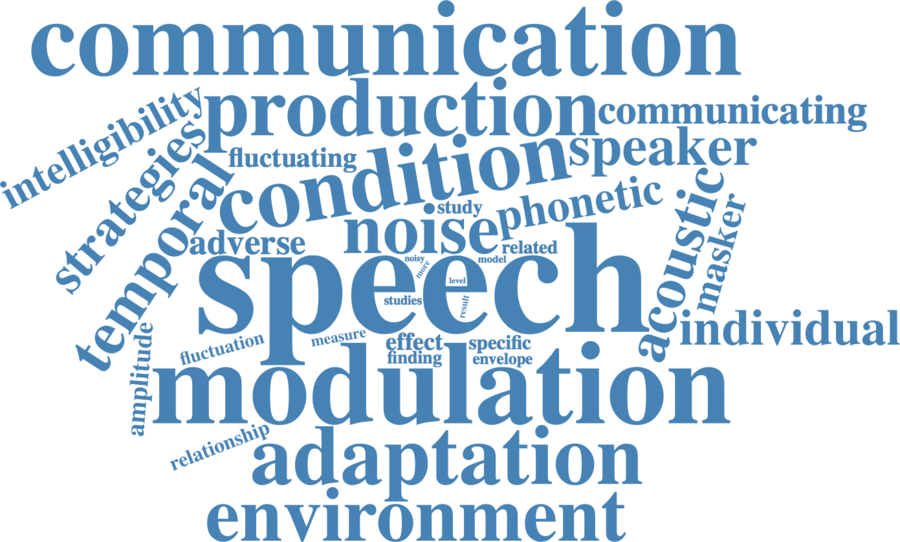 communication
production
communicating
intelligibility
strategies
fluctuating
condition
speaker
temporal
study
phonetic
acoustic
masker
adverse
noise
related
noisy
more
model
speech
level
studies
result
individual
amplitude
fluctuation
measure
effect
specific
finding
envelope
modulation
relationship
adaptation
environment